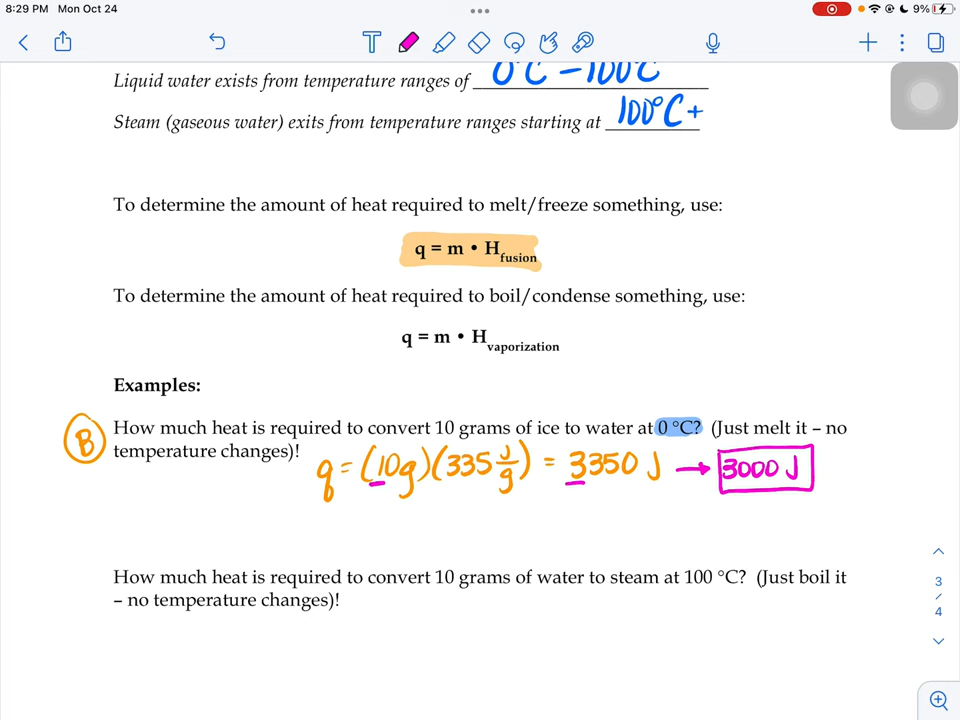 8:29 PM Mon Oct 24
9%
Liquid water exists from temperature ranges of 0°C – 100°C
Steam (gaseous water) exits from temperature ranges starting at 100°C +
To determine the amount of heat required to melt/freeze something, use:
q = m • H fusion
To determine the amount of heat required to boil/condense something, use:
q = m • H vaporization
Examples:
B How much heat is required to convert 10 grams of ice to water at 0 °C? (Just melt it – no
temperature changes)!
q = (10g)(335 J/g) = 3350 J → 3000 J
How much heat is required to convert 10 grams of water to steam at 100 °C? (Just boil it
– no temperature changes)!
3
/
4